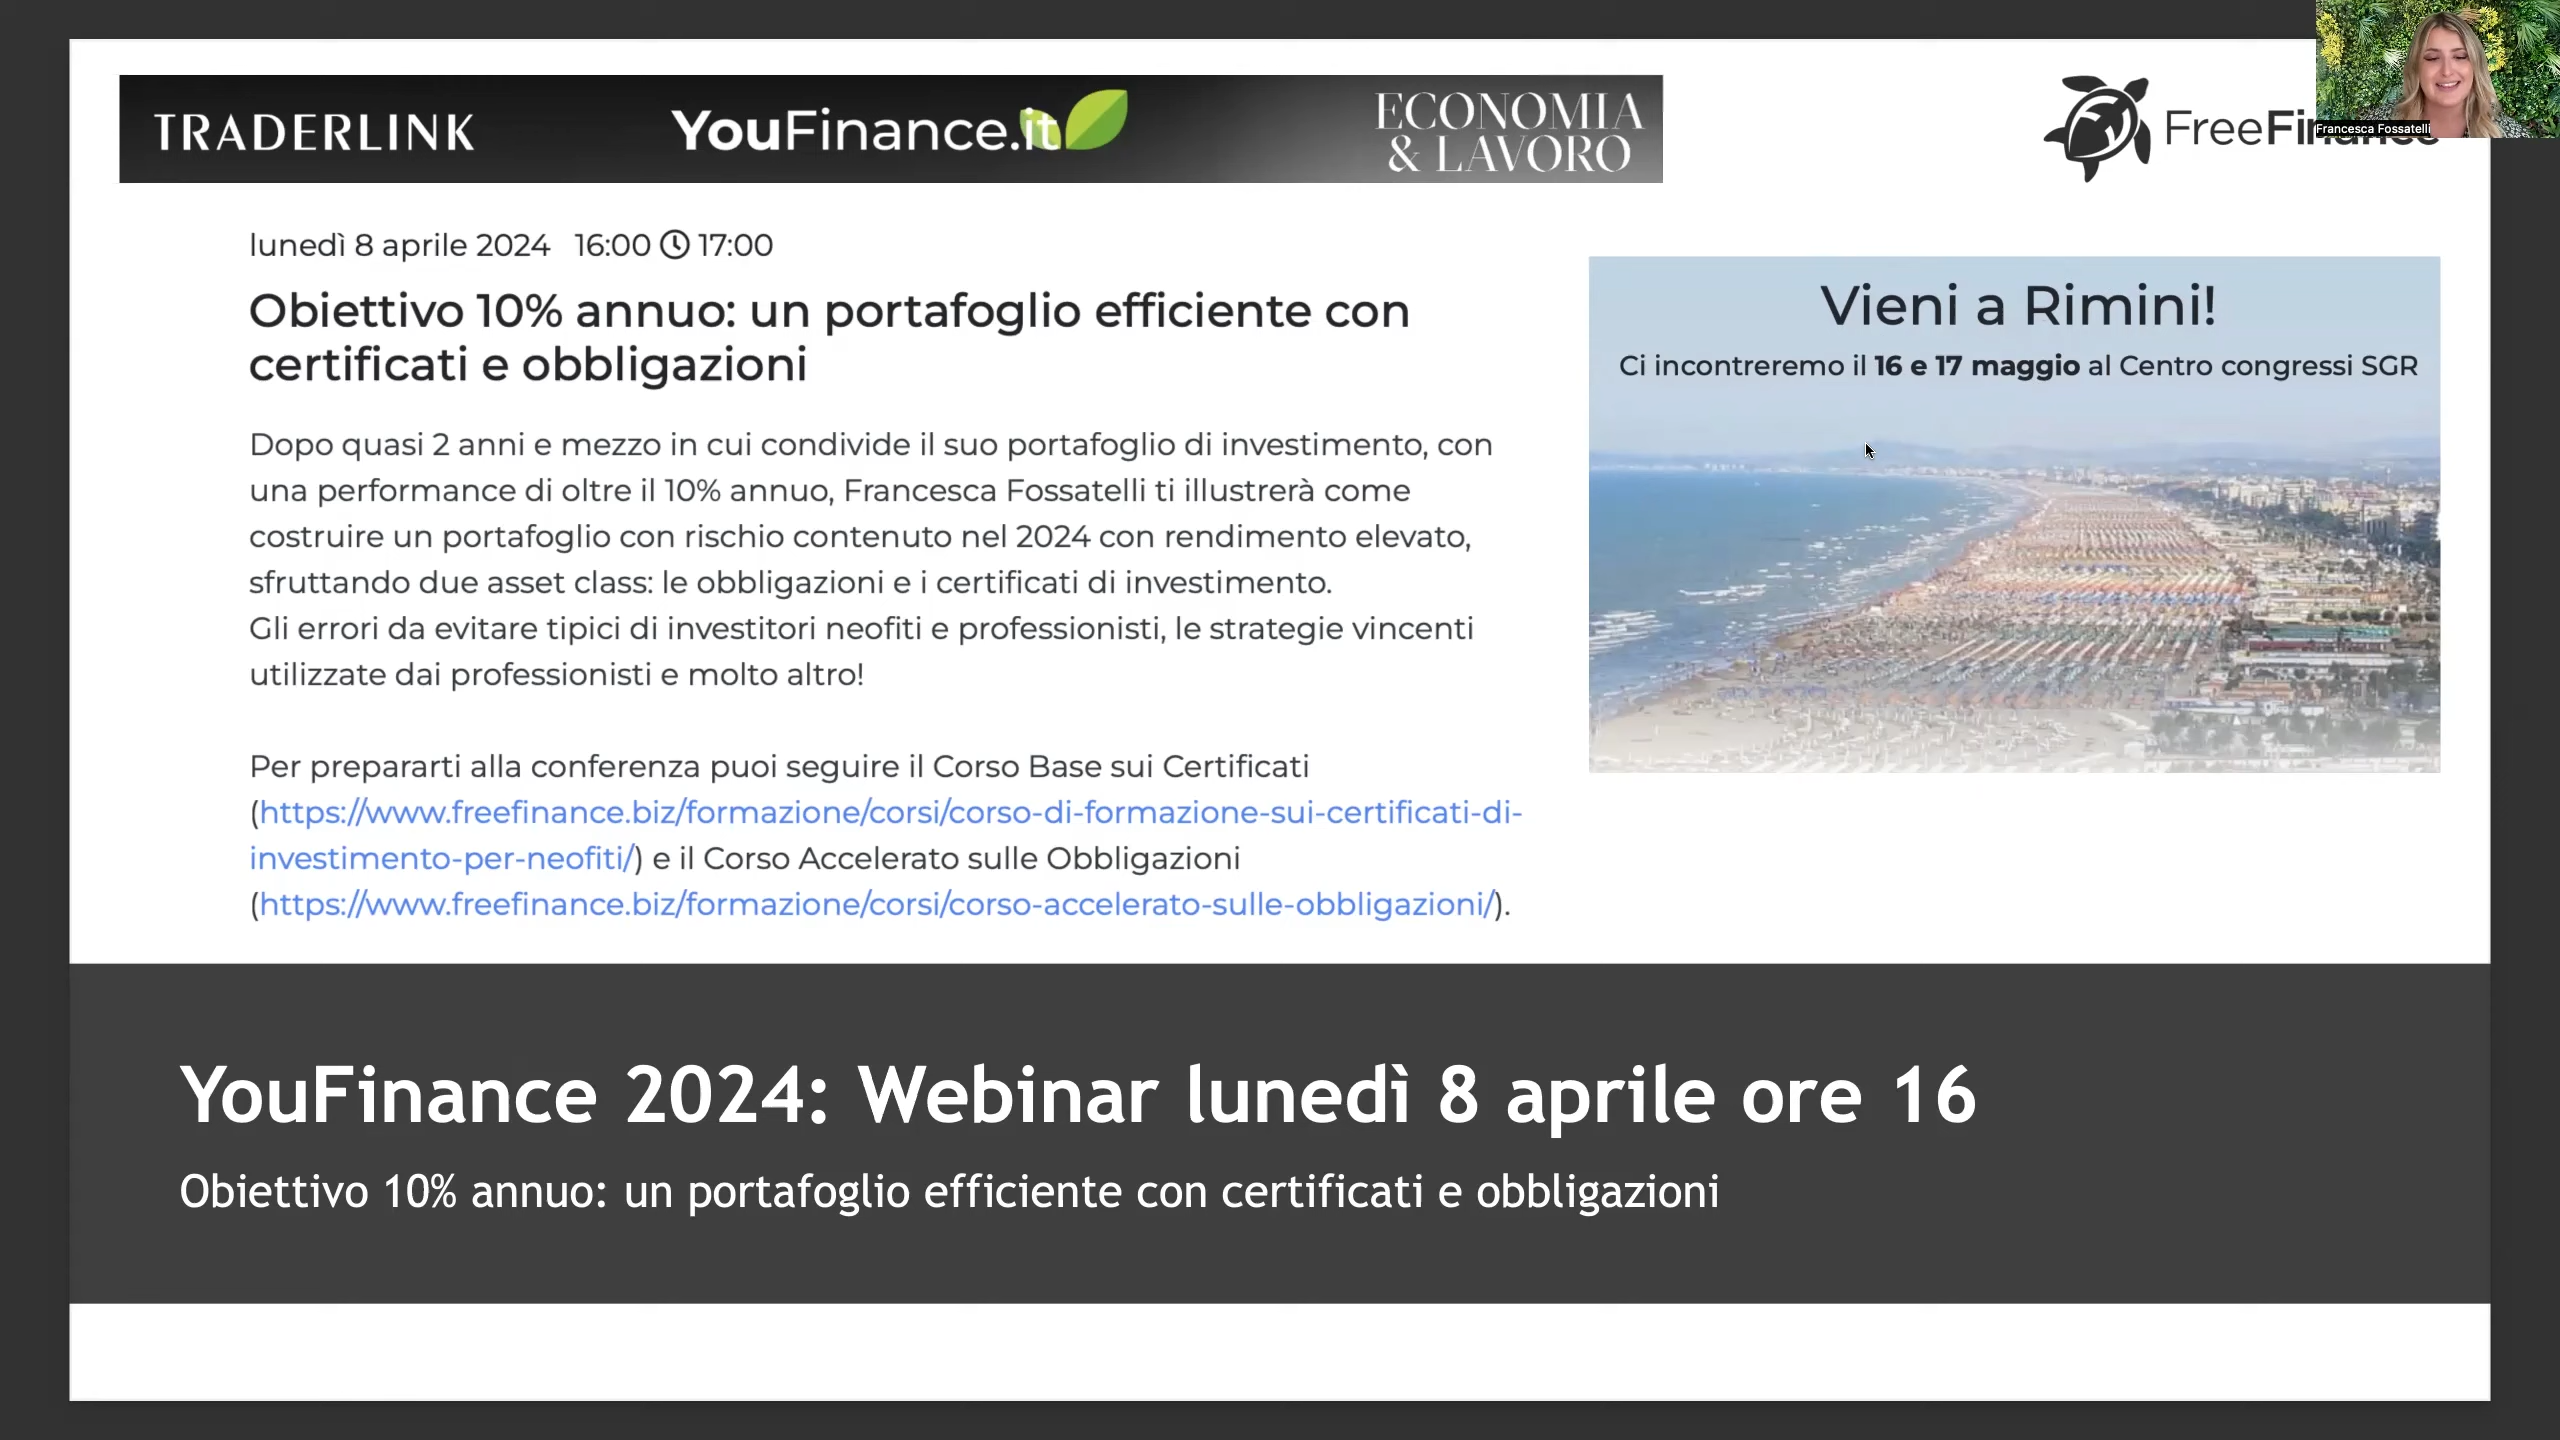 TRADERLINK
YouFinance.it
ECONOMIA
& LAVORO
Francesca Fossatelli
lunedì 8 aprile 2024 16:00 17:00
Obiettivo 10% annuo: un portafoglio efficiente con
certificati e obbligazioni
Dopo quasi 2 anni e mezzo in cui condivide il suo portafoglio di investimento, con
una performance di oltre il 10% annuo, Francesca Fossatelli ti illustrerà come
costruire un portafoglio con rischio contenuto nel 2024 con rendimento elevato,
sfruttando due asset class: le obbligazioni e i certificati di investimento.
Gli errori da evitare tipici di investitori neofiti e professionisti, le strategie vincenti
utilizzate dai professionisti e molto altro!
Per prepararti alla conferenza puoi seguire il Corso Base sui Certificati
(https://www.freefinance.biz/formazione/corsi/corso-di-formazione-sui-certificati-di-
investimento-per-neofiti/) e il Corso Accelerato sulle Obbligazioni
(https://www.freefinance.biz/formazione/corsi/corso-accelerato-sulle-obbligazioni/).
Vieni a Rimini!
Ci incontreremo il 16 e 17 maggio al Centro congressi SGR
YouFinance 2024: Webinar lunedì 8 aprile ore 16
Obiettivo 10% annuo: un portafoglio efficiente con certificati e obbligazioni